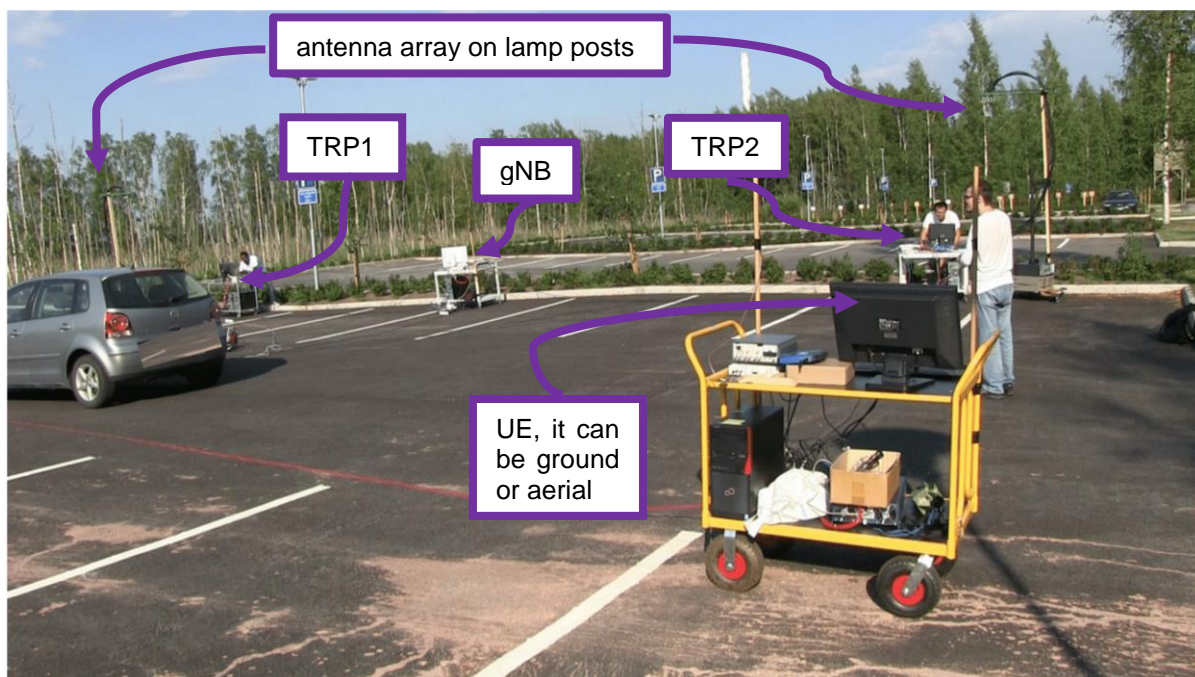 antenna array on lamp posts
TRP1
gNB
TRP2
P
P
P
UE, it can
be ground
or aerial